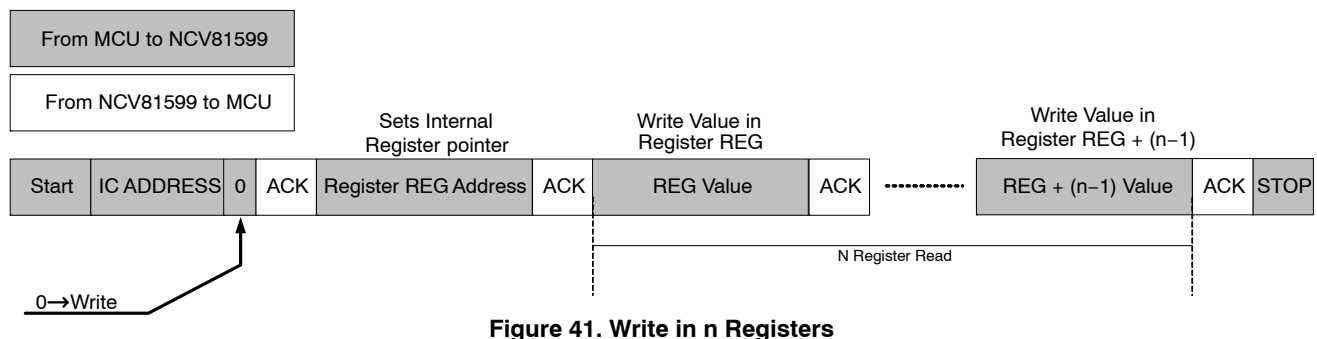 From MCU to NCV81599
From NCV81599 to MCU
Sets Internal
Register pointer
Write Value in
Register REG
Write Value in
Register REG + (n−1)
Start IC ADDRESS 0 ACK Register REG Address ACK REG Value ACK REG + (n−1) Value ACK STOP
N Register Read
0→Write
Figure 41. Write in n Registers